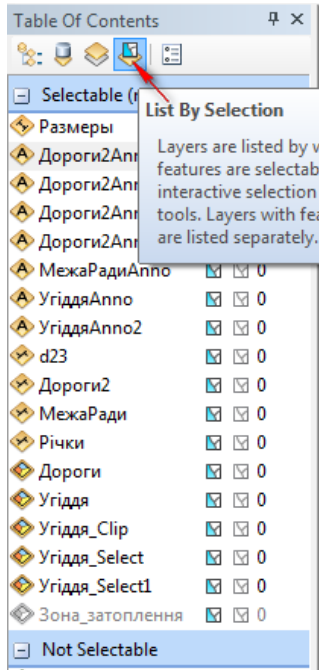 Table Of Contents
Selectable (
List By Selection
Размеры
Layers are listed by
features are selectab
interactive selection
tools. Layers with fea
are listed separately.
Дороги2Ann
Дороги2Ann
Дороги2Ann
Дороги2Ann
МежаРадиAnno 0
УгіддяAnno 0
УгіддяAnno2 0
d23 0
Дороги2 0
МежаРади 0
Річки 0
Дороги 0
Угіддя 0
Угіддя_Clip 0
Угіддя_Select 0
Угіддя_Select1 0
Зона_затоплення 0
Not Selectable